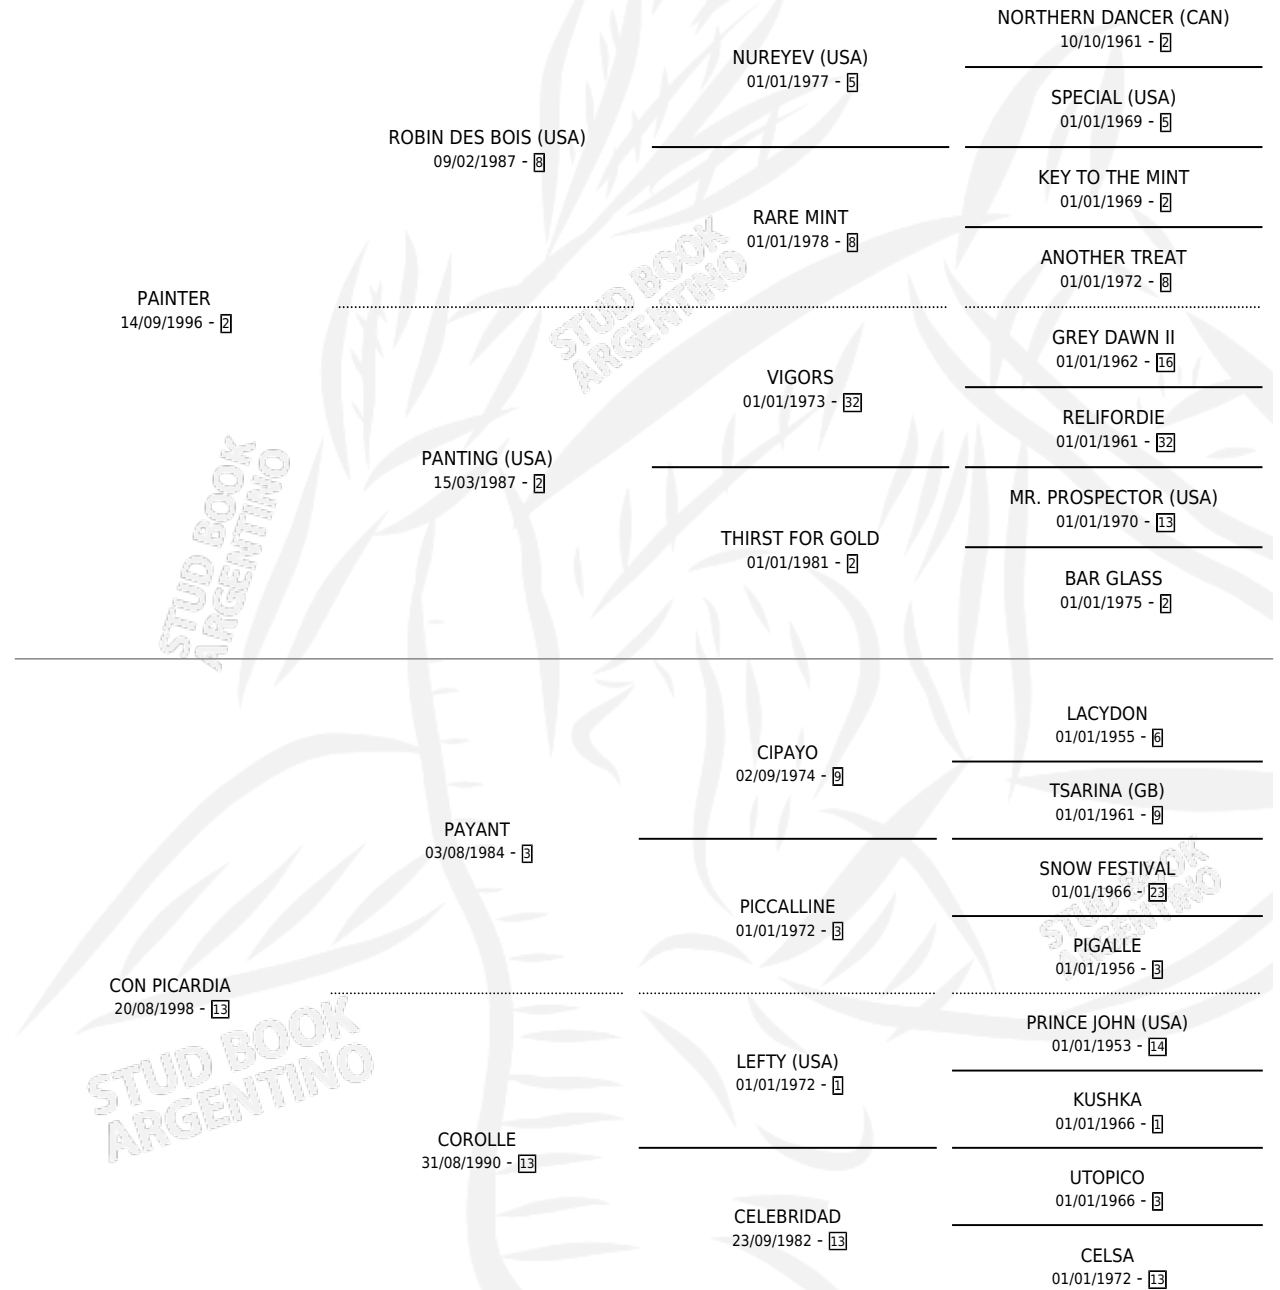 NORTHERN DANCER (CAN)
10/10/1961 - 2
NUREYEV (USA)
01/01/1977 - 5
SPECIAL (USA)
01/01/1969 - 5
ROBIN DES BOIS (USA)
09/02/1987 - 8
KEY TO THE MINT
01/01/1969 - 2
RARE MINT
01/01/1978 - 8
ANOTHER TREAT
01/01/1972 - 8
PAINTER
14/09/1996 - 2
GREY DAWN II
01/01/1962 - 16
VIGORS
01/01/1973 - 32
RELIFORDIE
01/01/1961 - 32
PANTING (USA)
15/03/1987 - 2
MR. PROSPECTOR (USA)
01/01/1970 - 13
THIRST FOR GOLD
01/01/1981 - 2
BAR GLASS
01/01/1975 - 2
LACYDON
01/01/1955 - 6
CIPAYO
02/09/1974 - 9
TSARINA (GB)
01/01/1961 - 9
PAYANT
03/08/1984 - 3
SNOW FESTIVAL
01/01/1966 - 23
PICCALLINE
01/01/1972 - 3
PIGALLE
01/01/1956 - 3
CON PICARDIA
20/08/1998 - 13
PRINCE JOHN (USA)
01/01/1953 - 14
LEFTY (USA)
01/01/1972 - 1
KUSHKA
01/01/1966 - 1
COROLLE
31/08/1990 - 13
UTOPICO
01/01/1966 - 3
CELEBRIDAD
23/09/1982 - 13
CELSA
01/01/1972 - 13
STUD BOOK
ARGENTINO
STUD BOOK
ARGENTINO
STUD BOOK
ARGENTINO
STUD BOOK
ARGENTINO